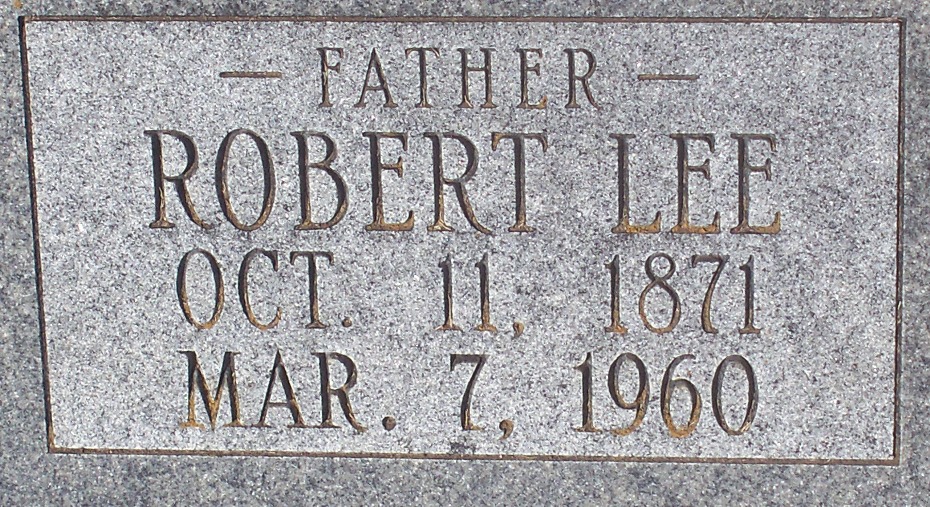 — FATHER —
ROBERT LEE
OCT. 11, 1871
MAR. 7, 1960